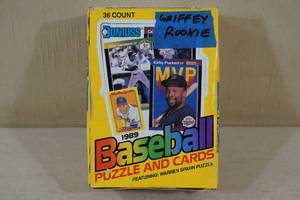 36 COUNT
DONRUSS
GRIFFEY
ROOKIE
Kirby Puckett
MVP
1989
Baseball
PUZZLE AND CARDS
FEATURING: WARREN SPAHN PUZZLE